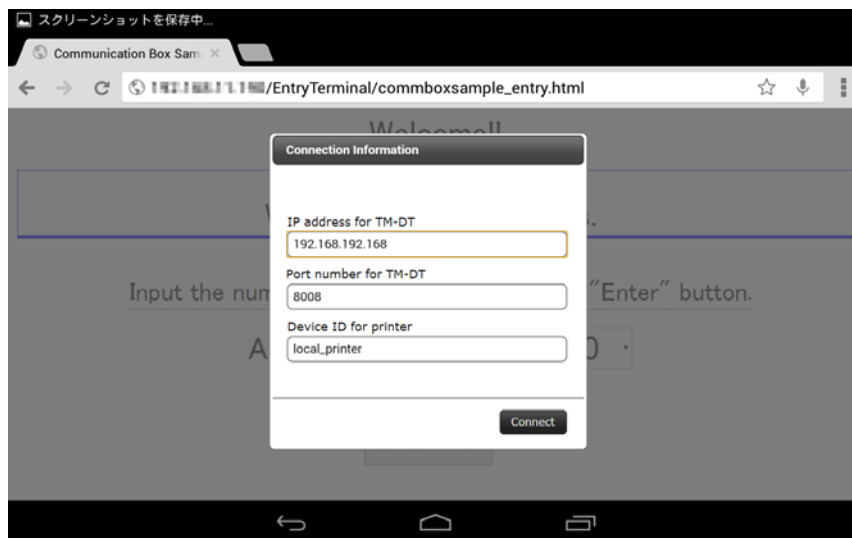 スクリーンショットを保存中...
Communication Box Sam
/EntryTerminal/commboxsample_entry.html
Welcome!!
Connection Information
IP address for TM-DT
192.168.192.168
Port number for TM-DT
8008
Device ID for printer
local_printer
Connect
Input the num
"Enter" button.
A
0